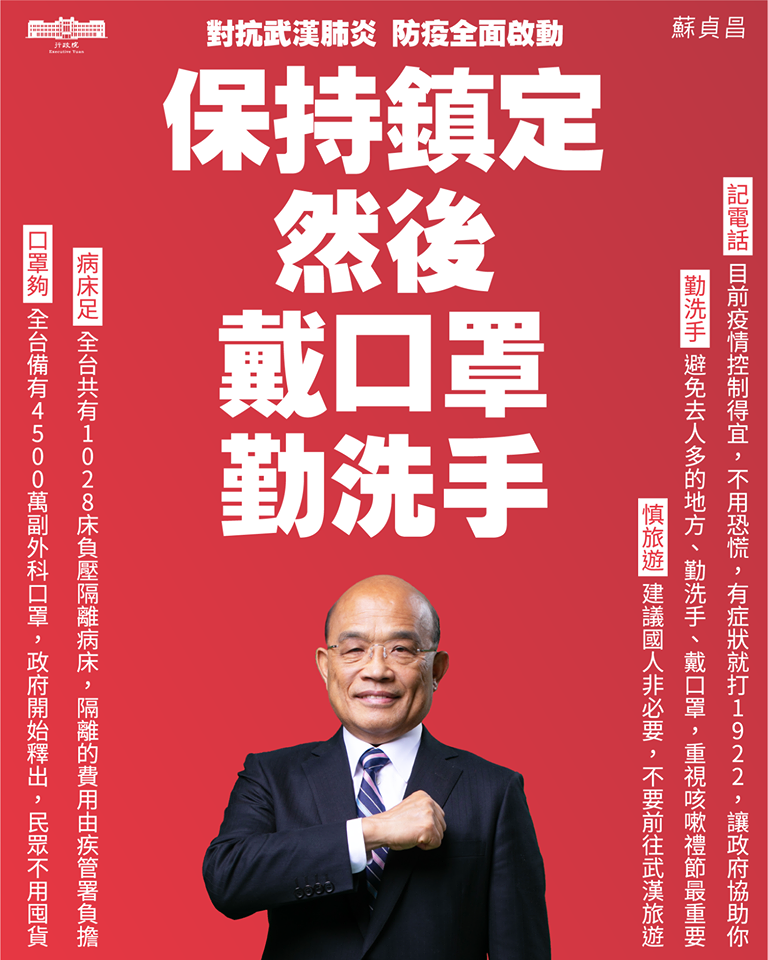 行政院
Executive Yuan
對抗武漢肺炎 防疫全面啟動
蘇貞昌
保持鎮定
然後
戴口罩
勤洗手
記電話 目前疫情控制得宜，不用恐慌，有症狀就打1922，讓政府協助你
勤洗手 避免去人多的地方、勤洗手、戴口罩，重視咳嗽禮節最重要
慎旅遊 建議國人非必要，不要前往武漢旅遊
病床足 全台共有1028床負壓隔離病床，隔離的費用由疾管署負擔
口罩夠 全台備有4500萬副外科口罩，政府開始釋出，民眾不用囤貨